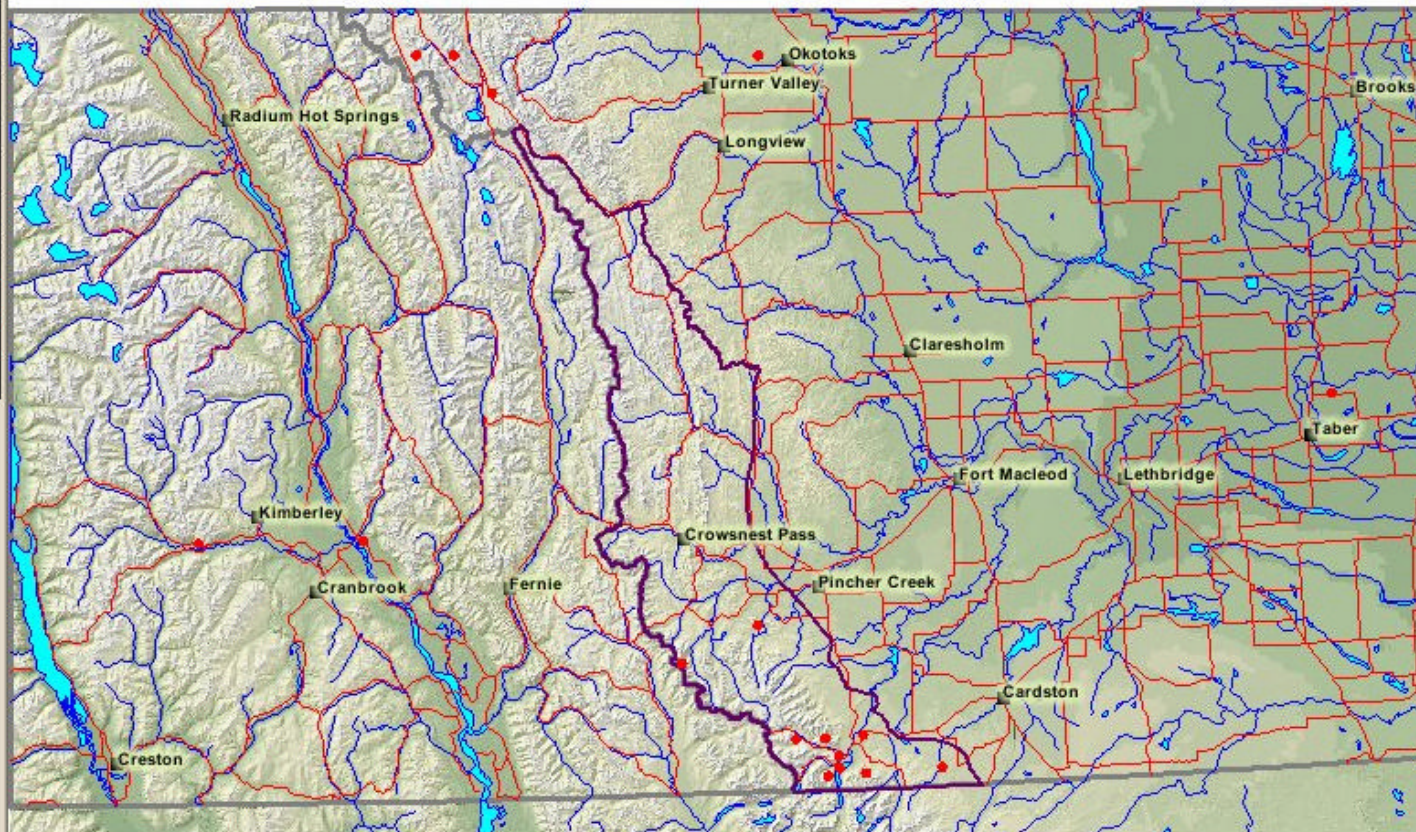 Okotoks
Turner Valley
Brooks
Radium Hot Springs
Longview
Claresholm
Taber
Fort Macleod
Lethbridge
Kimberley
Crowsnest Pass
Cranbrook
Fernie
Pincher Creek
Cardston
Creston